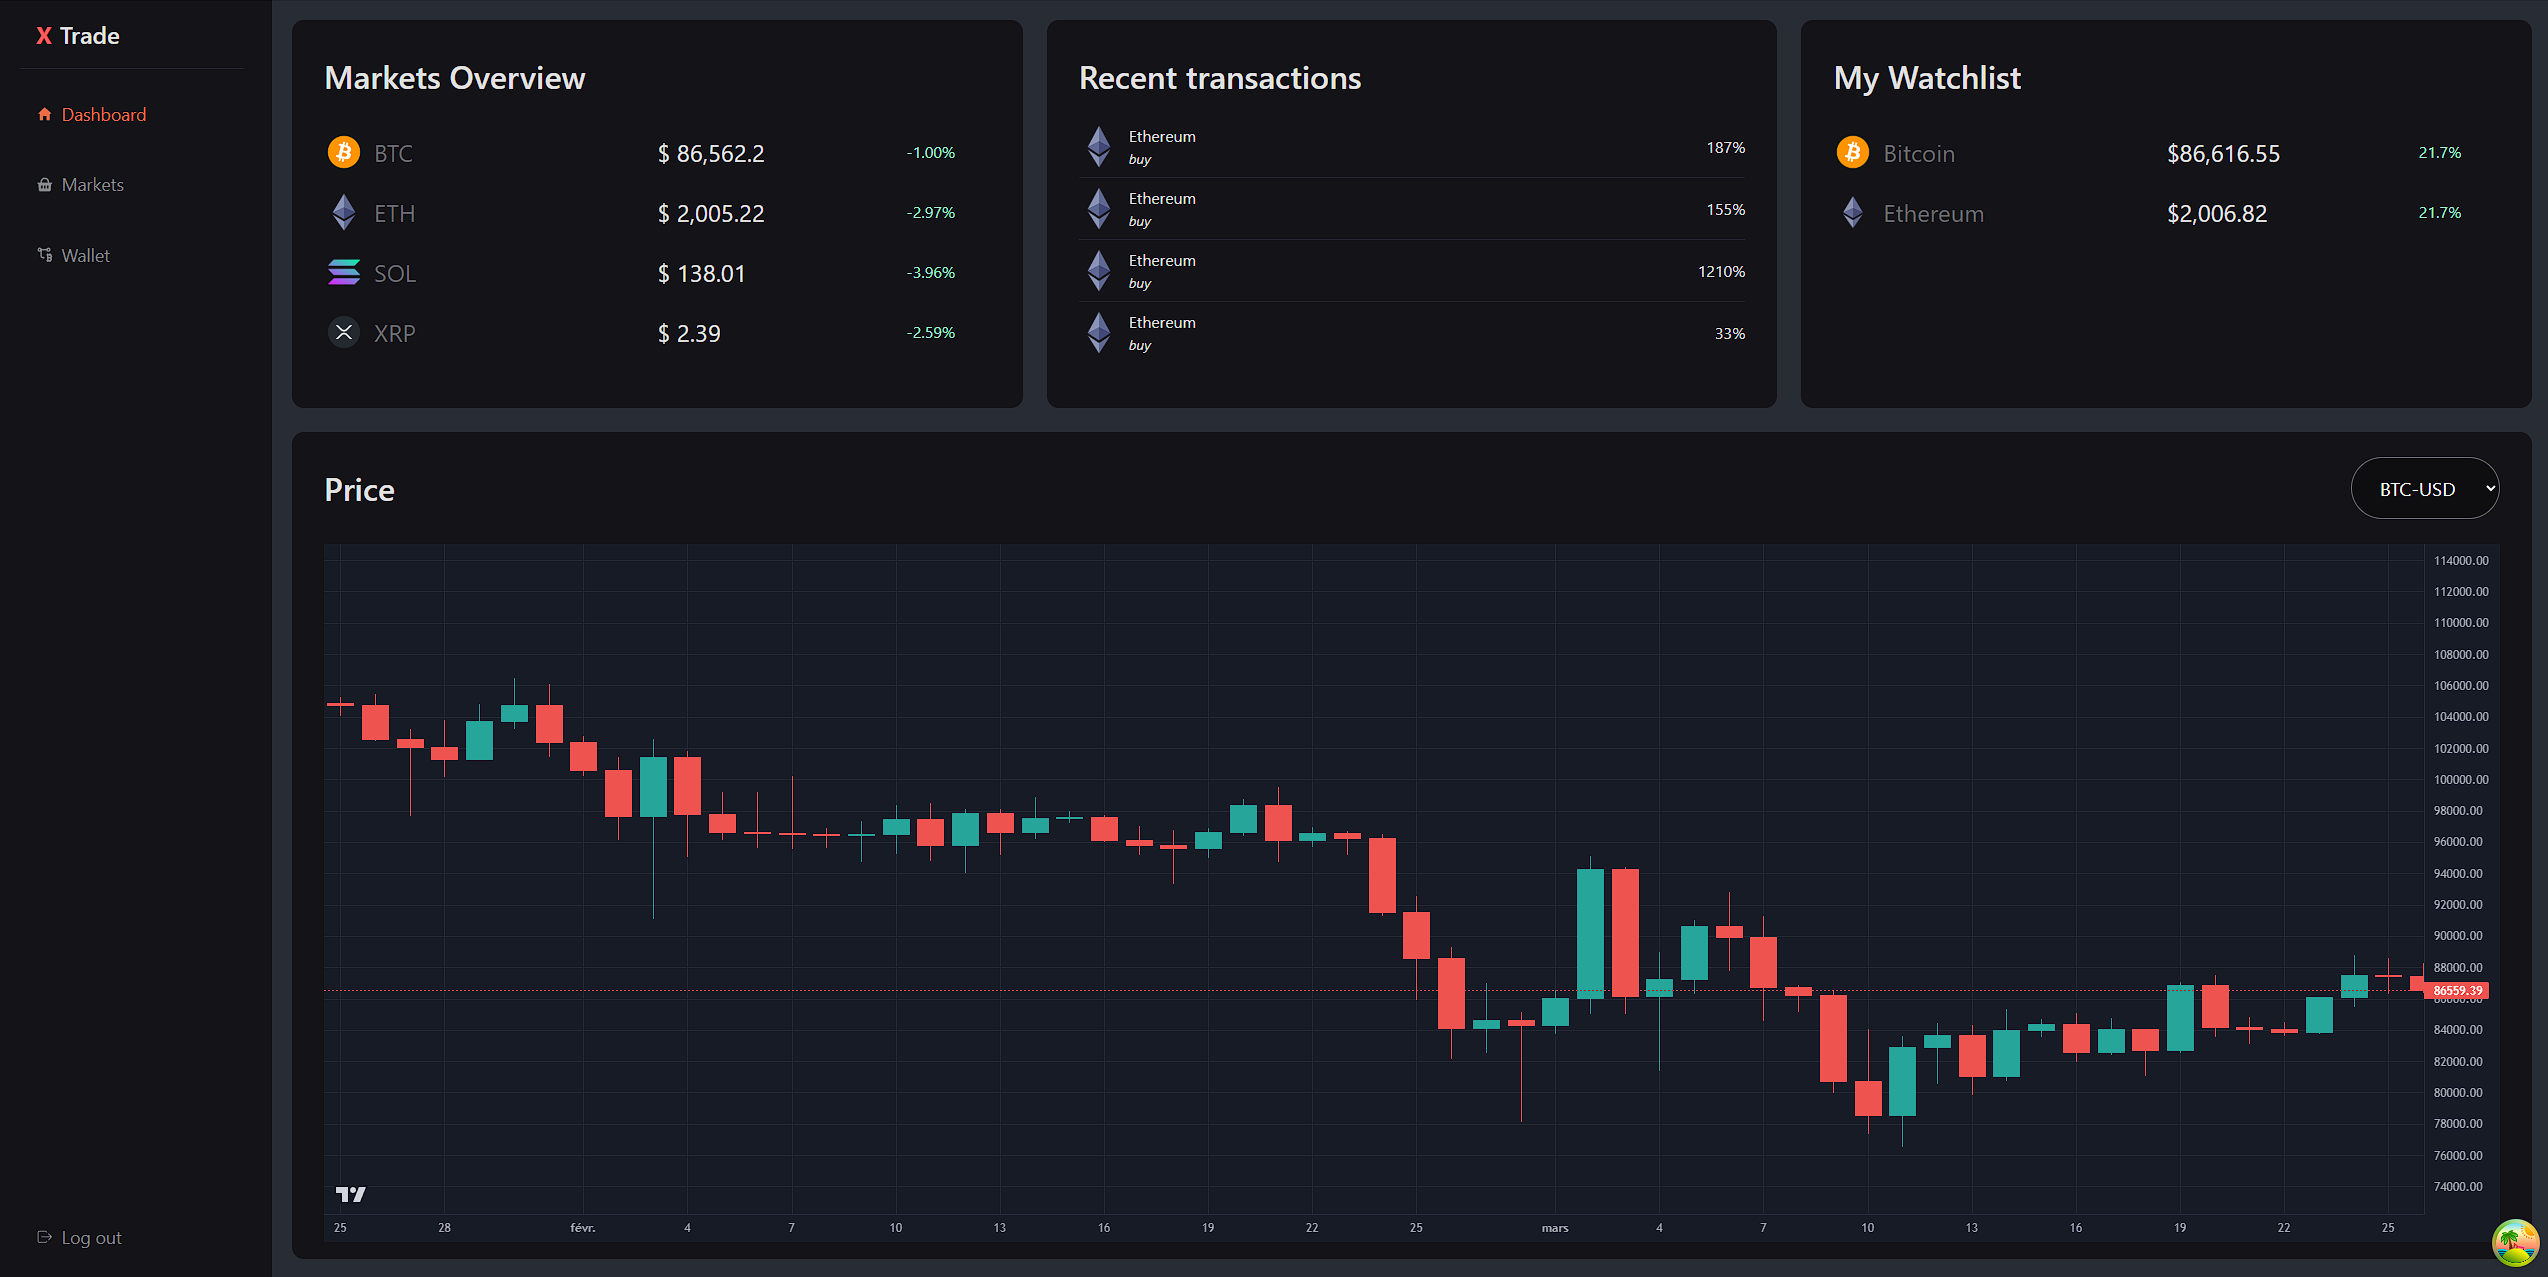 X Trade
Dashboard
Markets
Wallet
Log out
Markets Overview
BTC $ 86,562.2 -1.00%
ETH $ 2,005.22 -2.97%
SOL $ 138.01 -3.96%
XRP $ 2.39 -2.59%
Recent transactions
Ethereum
buy
187%
Ethereum
buy
155%
Ethereum
buy
1210%
Ethereum
buy
33%
My Watchlist
Bitcoin $86,616.55 21.7%
Ethereum $2,006.82 21.7%
Price
BTC-USD
114000.00
112000.00
110000.00
108000.00
106000.00
104000.00
102000.00
100000.00
98000.00
96000.00
94000.00
92000.00
90000.00
88000.00
86559.39
86000.00
84000.00
82000.00
80000.00
78000.00
76000.00
74000.00
25 28 févr. 4 7 10 13 16 19 22 25 mars 4 7 10 13 16 19 22 25